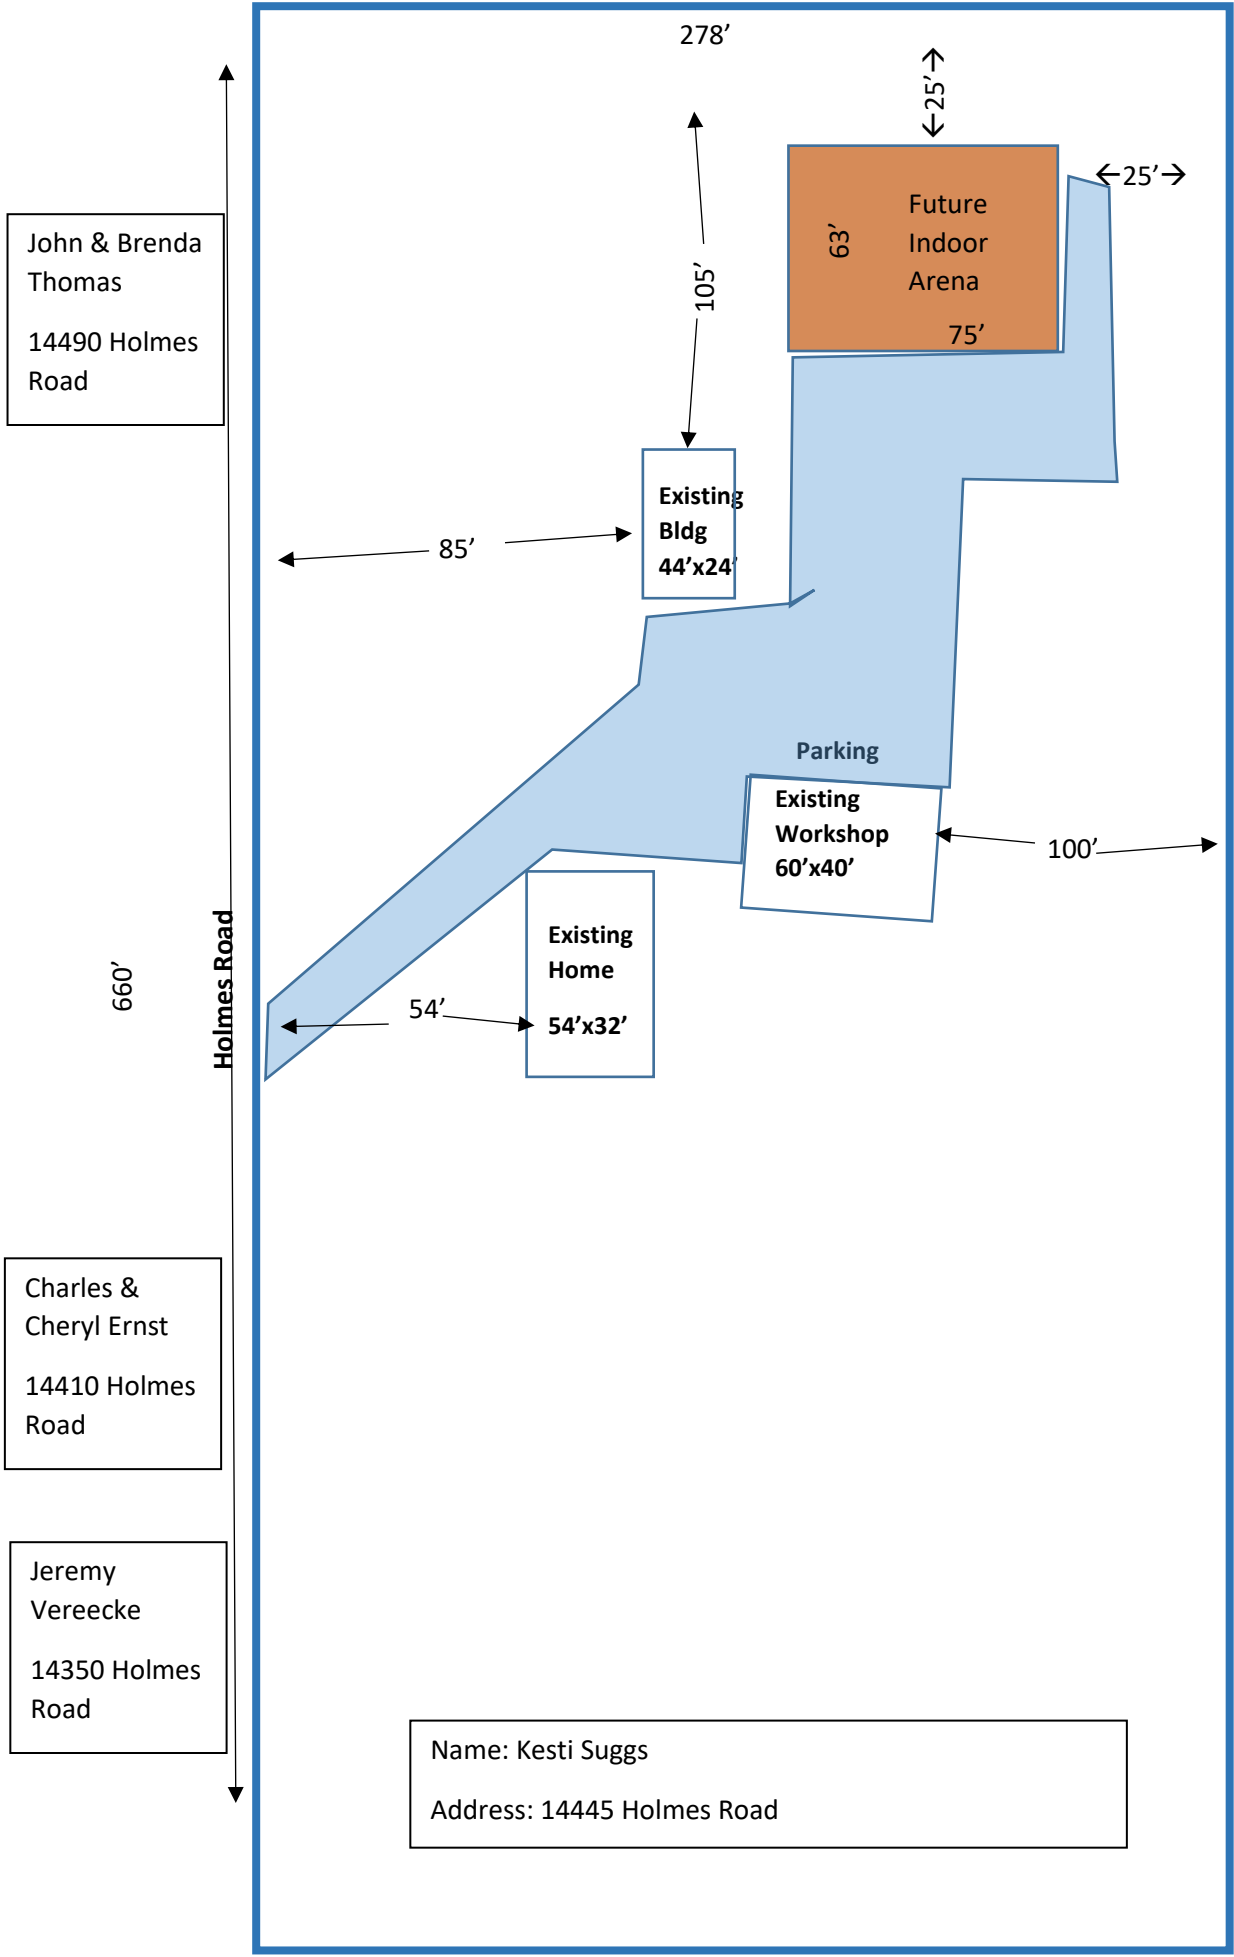 278’
←25’→
←25’→
Future
Indoor
Arena
63’
75’
105’
John & Brenda
Thomas
14490 Holmes
Road
Existing
Bldg
44’x24’
85’
Parking
Existing
Workshop
60’x40’
100’
Existing
Home
54’x32’
54’
Holmes Road
660’
Charles &
Cheryl Ernst
14410 Holmes
Road
Jeremy
Vereecke
14350 Holmes
Road
Name: Kesti Suggs
Address: 14445 Holmes Road